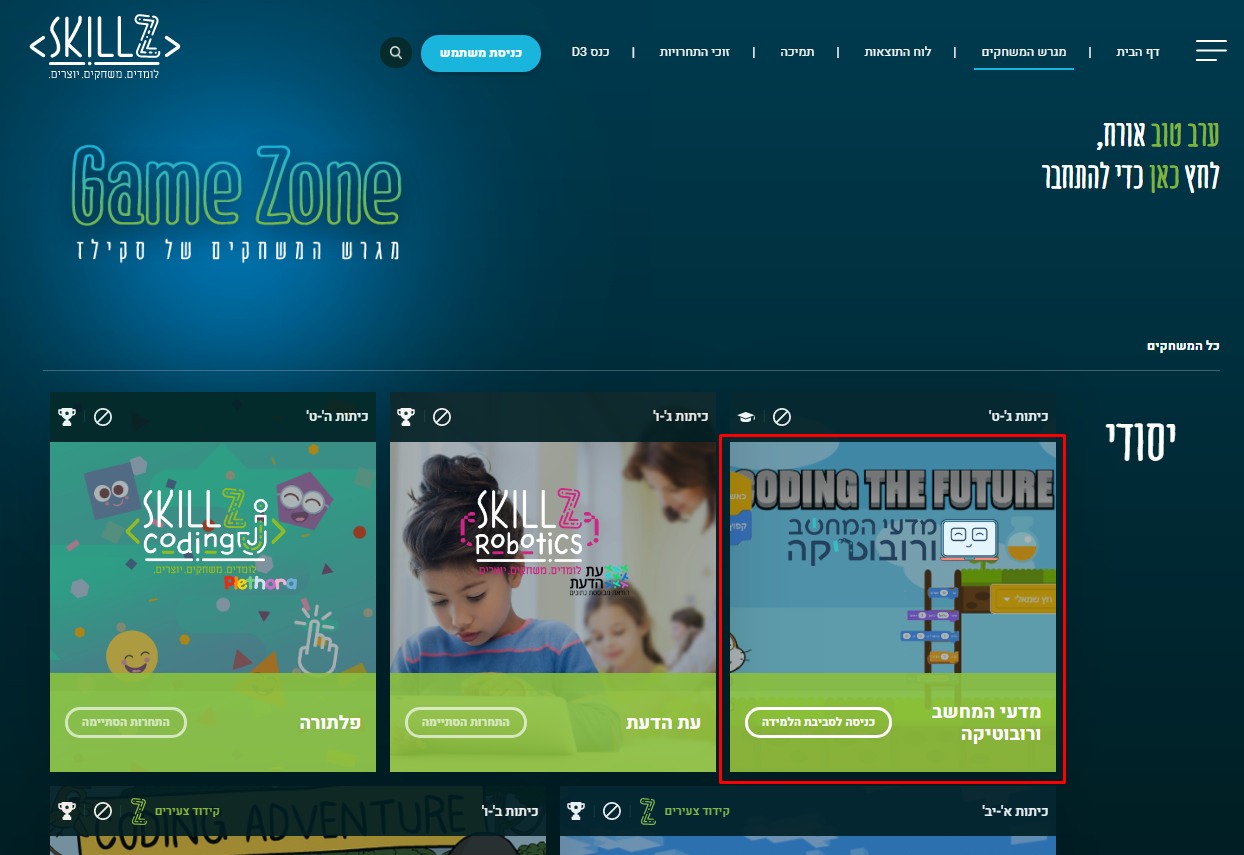 דף הבית | מגרש המשחקים | לוח התוצאות | תמיכה | זוכי התחרויות | כנס D3
כניסת משתמש
<SKILLZ>
לומדים. משחקים. יוצרים.
ערב טוב אורח,
לחץ כאן כדי להתחבר
Game Zone
מגרש המשחקים של סקילז
כל המשחקים
יסודי
כיתות ג'-ט'
CODING THE FUTURE
מדעי המחשב
ורובוטיקה
מדעי המחשב
ורובוטיקה
כניסה לסביבת הלמידה
כיתות ג'-ו'
SKILLZ
RObOtics
לומדים. משחקים. יוצרים.
עת
הדעת
עת הדעת
התחרות הסתיימה
כיתות ה'-ט'
SKILLZ
coding
לומדים. משחקים. יוצרים.
Plethora
פלתורה
התחרות הסתיימה
כיתות א'-יב'
קידוד צעירים
כיתות ב'-ו'
קידוד צעירים
CODING ADVENTURE